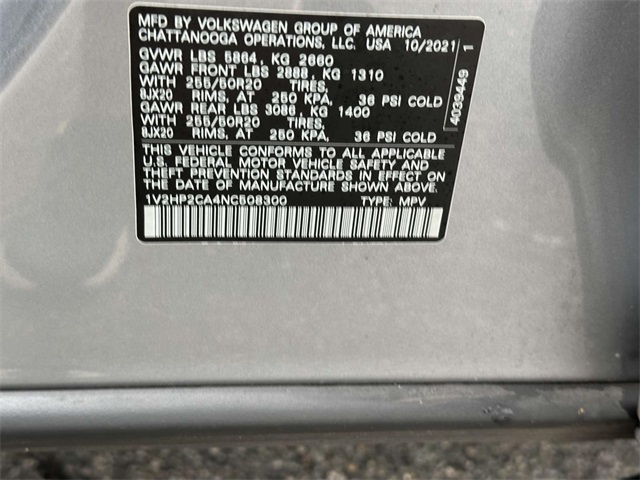 MFD BY VOLKSWAGEN GROUP OF AMERICA
CHATTANOOGA OPERATIONS, LLC. USA 10/2021
GVWR LBS 5864, KG 2660
GAWR FRONT LBS 2888, KG 1310
WITH 255/50R20 TIRES,
8JX20 RIMS, AT 250 KPA, 36 PSI COLD
GAWR REAR LBS 3086, KG 1400
WITH 255/50R20 TIRES,
8JX20 RIMS, AT 250 KPA, 36 PSI COLD
THIS VEHICLE CONFORMS TO ALL APPLICABLE
U.S. FEDERAL MOTOR VEHICLE SAFETY AND
THEFT PREVENTION STANDARDS IN EFFECT ON
THE DATE OF MANUFACTURE SHOWN ABOVE.
1V2HP2CA4NC508300 TYPE: MPV
4039449 1